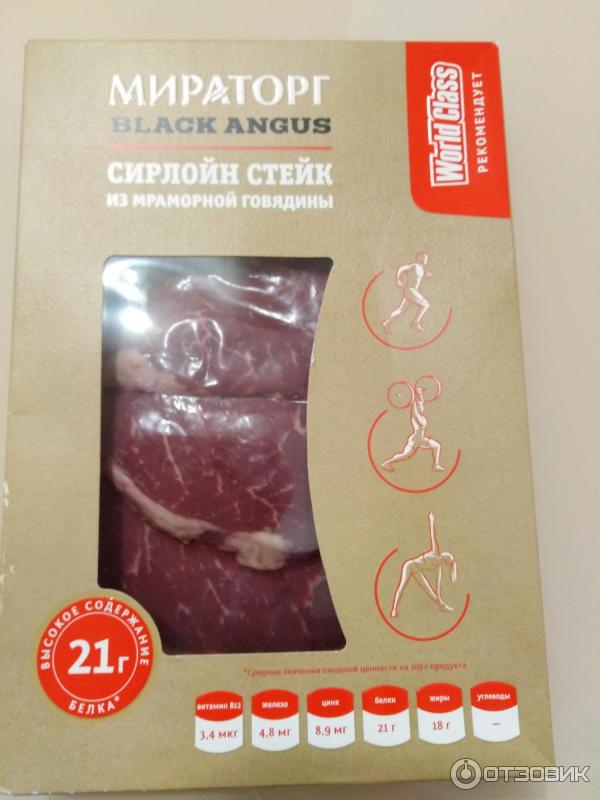 МИРАТОРГ
BLACK ANGUS
СИРЛОЙН СТЕЙК
ИЗ МРАМОРНОЙ ГОВЯДИНЫ
World Class
РЕКОМЕНДУЕТ
ВЫСОКОЕ СОДЕРЖАНИЕ
21 г
БЕЛКА*
*Средние значения пищевой ценности на 100 г продукта
витамин B12 железо цинк белки жиры углеводы
3,4 мкг 4,8 мг 8,9 мг 21 г 18 г —
ОТЗОВИК